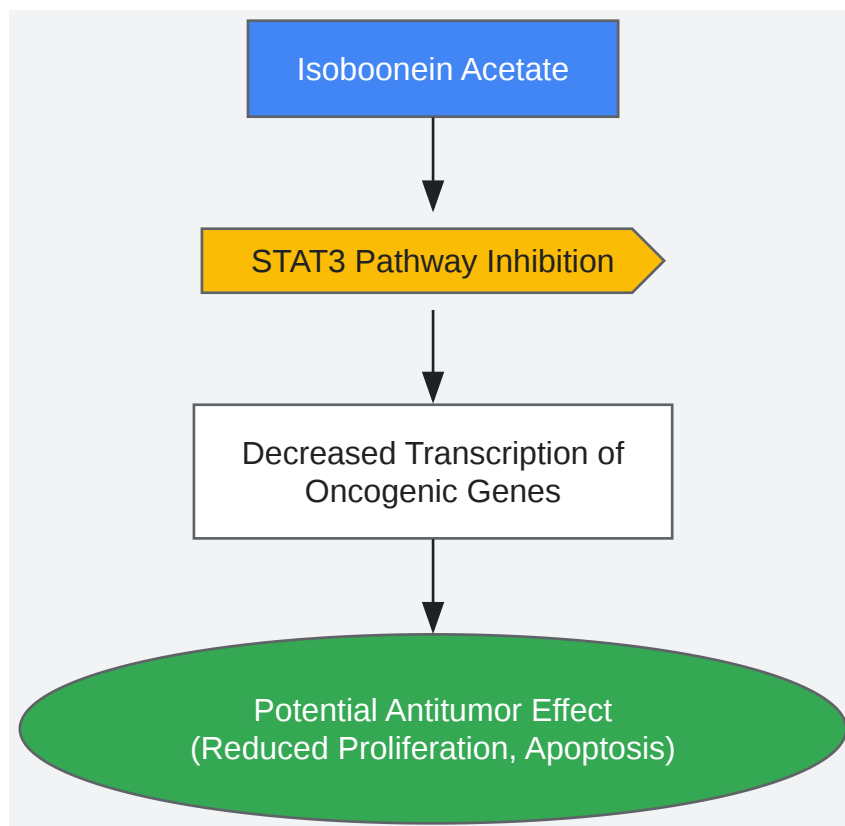 Isoboonein Acetate
STAT3 Pathway Inhibition
Decreased Transcription of
Oncogenic Genes
Potential Antitumor Effect
(Reduced Proliferation, Apoptosis)